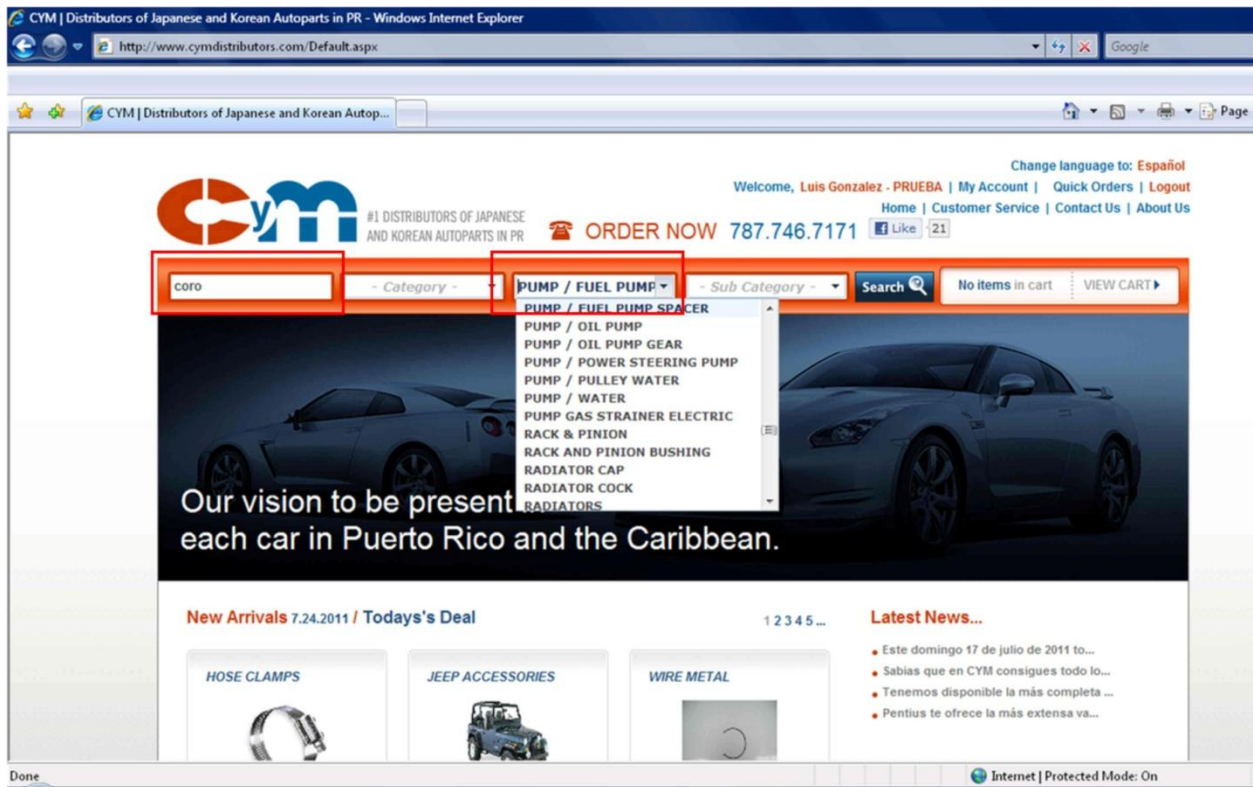 CYM | Distributors of Japanese and Korean Autoparts in PR - Windows Internet Explorer
http://www.cymdistributors.com/Default.aspx
Google
CYM | Distributors of Japanese and Korean Autop...
Page
Change language to: Español
Welcome, Luis Gonzalez - PRUEBA | My Account | Quick Orders | Logout
Home | Customer Service | Contact Us | About Us
CyM
#1 DISTRIBUTORS OF JAPANESE
AND KOREAN AUTOPARTS IN PR
ORDER NOW 787.746.7171
Like 21
coro
- Category -
PUMP / FUEL PUMP
- Sub Category -
Search
No items in cart
VIEW CART
PUMP / FUEL PUMP SPACER
PUMP / OIL PUMP
PUMP / OIL PUMP GEAR
PUMP / POWER STEERING PUMP
PUMP / PULLEY WATER
PUMP / WATER
PUMP GAS STRAINER ELECTRIC
RACK & PINION
RACK AND PINION BUSHING
RADIATOR CAP
RADIATOR COCK
RADIATORS
Our vision to be present
each car in Puerto Rico and the Caribbean.
New Arrivals 7.24.2011 / Todays's Deal
1 2 3 4 5 ...
Latest News...
HOSE CLAMPS
JEEP ACCESSORIES
WIRE METAL
Este domingo 17 de julio de 2011 to...
Sabias que en CYM consigues todo lo...
Tenemos disponible la más completa ...
Pentius te ofrece la más extensa va...
Done
Internet | Protected Mode: On